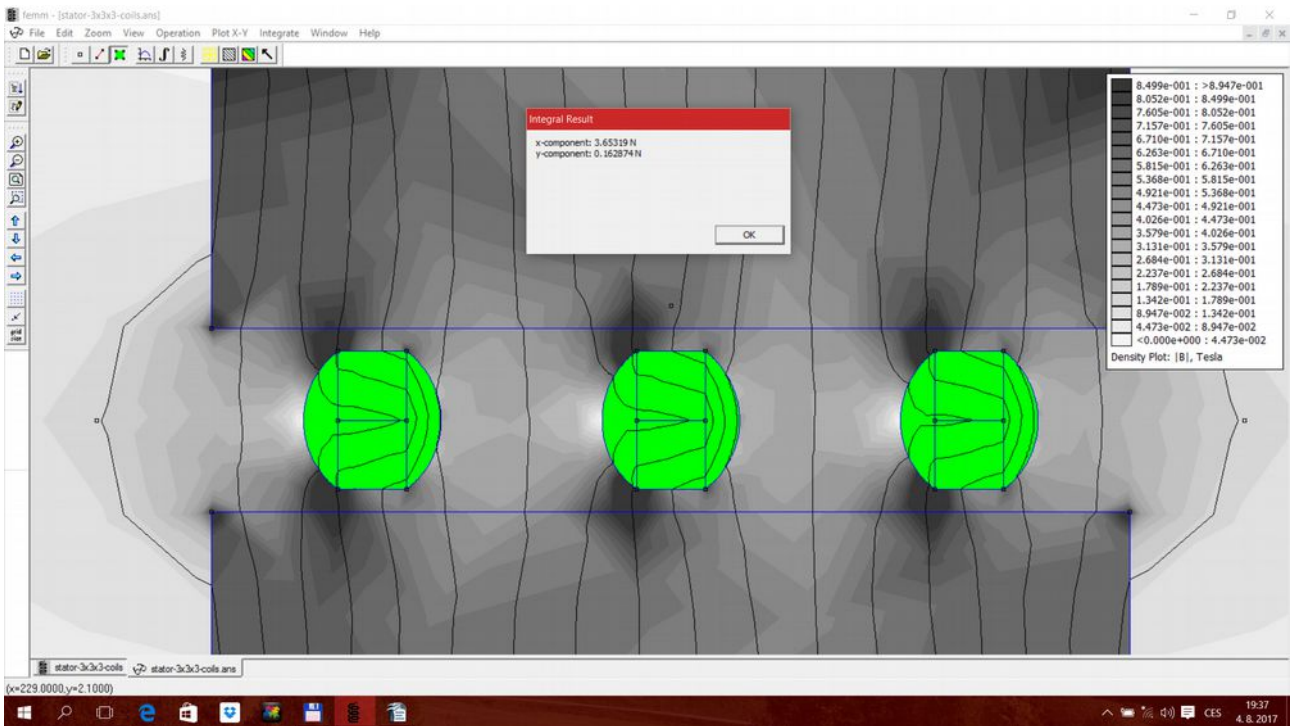 femm - [stator-3x3x3-coils.ans]
File Edit Zoom View Operation Plot X-Y Integrate Window Help
Integral Result
x-component: 3.65319 N
y-component: 0.162874 N
OK
8.499e-001 : >8.947e-001
8.052e-001 : 8.499e-001
7.605e-001 : 8.052e-001
7.157e-001 : 7.605e-001
6.710e-001 : 7.157e-001
6.263e-001 : 6.710e-001
5.815e-001 : 6.263e-001
5.368e-001 : 5.815e-001
4.921e-001 : 5.368e-001
4.473e-001 : 4.921e-001
4.026e-001 : 4.473e-001
3.579e-001 : 4.026e-001
3.131e-001 : 3.579e-001
2.684e-001 : 3.131e-001
2.237e-001 : 2.684e-001
1.789e-001 : 2.237e-001
1.342e-001 : 1.789e-001
8.947e-002 : 1.342e-001
4.473e-002 : 8.947e-002
<0.000e+000 : 4.473e-002
Density Plot: |B|, Tesla
stator-3x3x3-coils stator-3x3x3-coils.ans
(x=229.0000,y=2.1000)
CES
19:37
4. 8. 2017